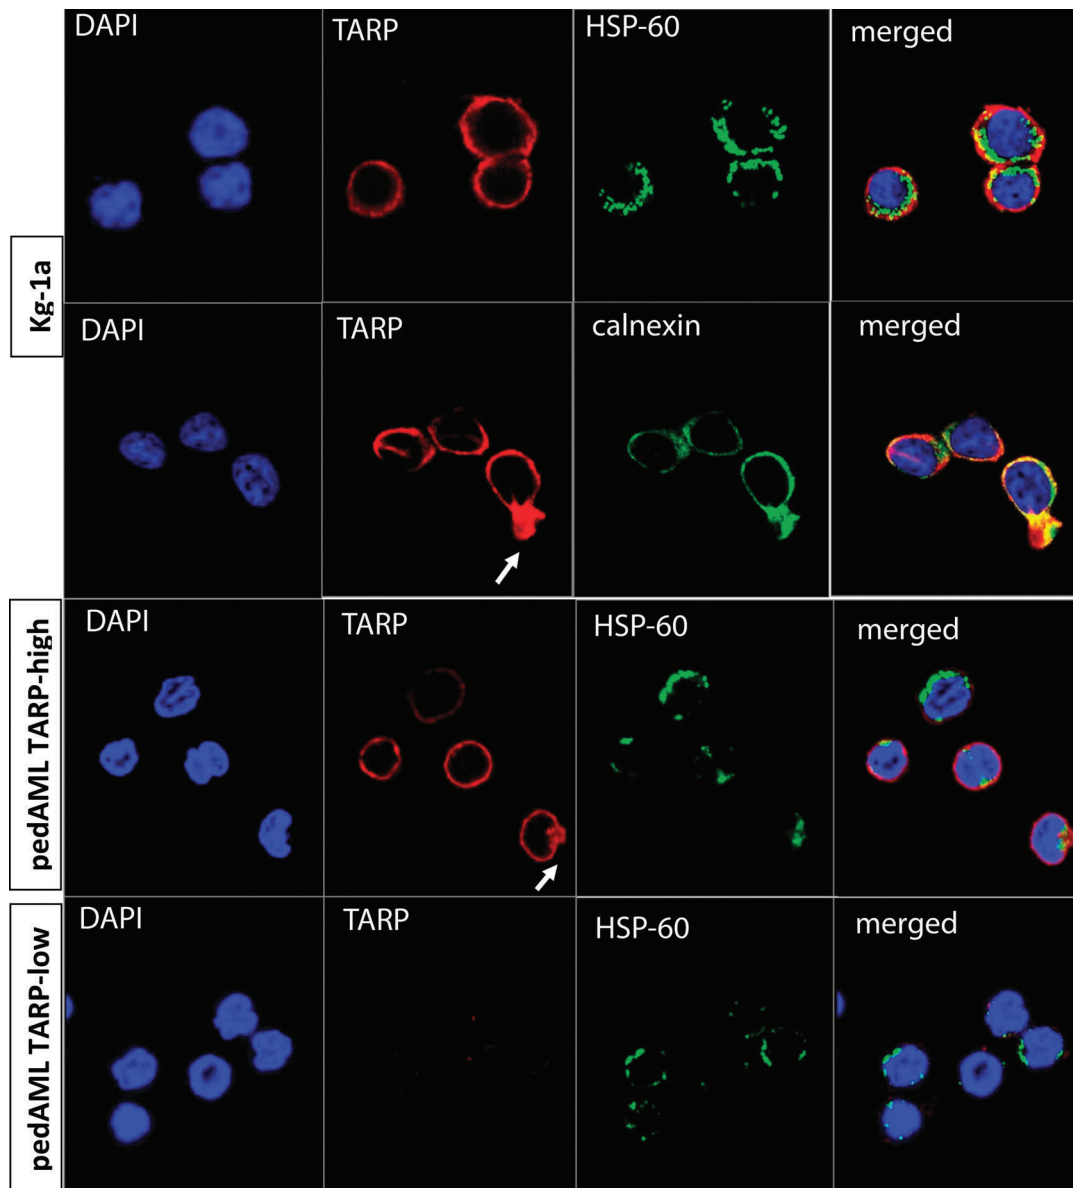 Kg-1a
DAPI
TARP
HSP-60
merged
DAPI
TARP
calnexin
merged
pedAML TARP-high
DAPI
TARP
HSP-60
merged
pedAML TARP-low
DAPI
TARP
HSP-60
merged